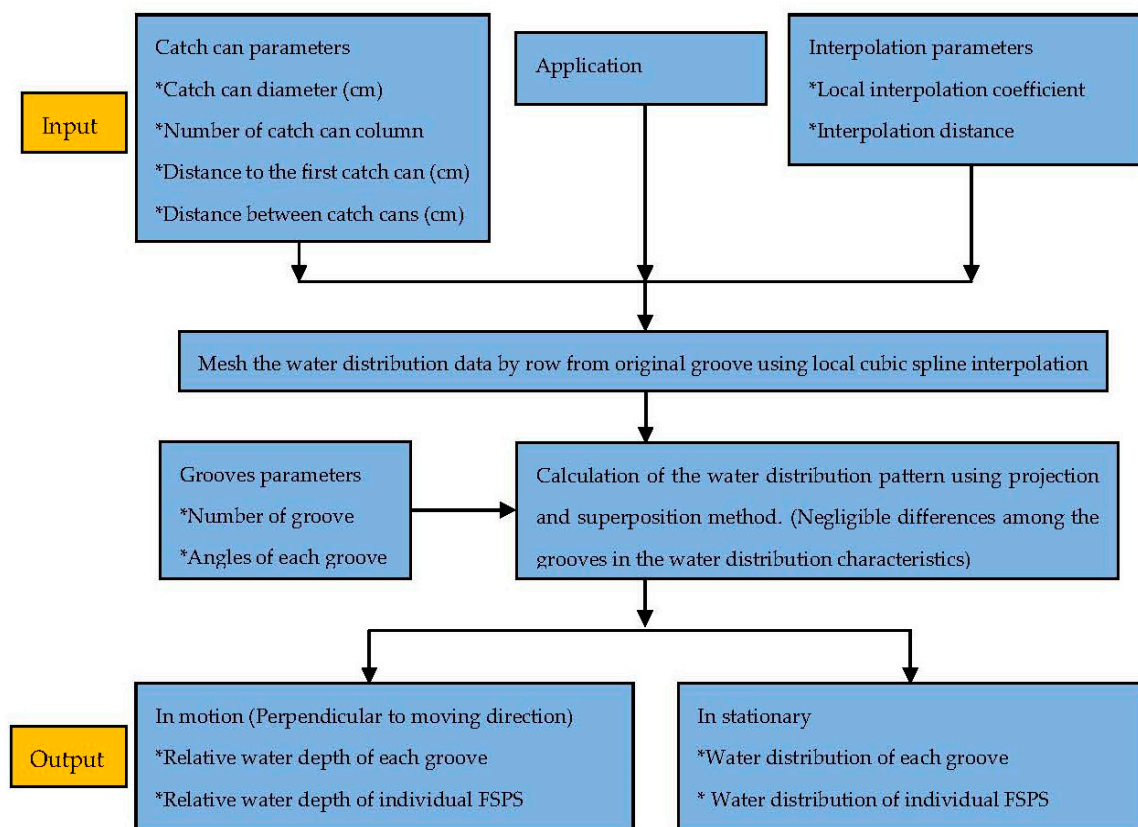 Input
Catch can parameters
*Catch can diameter (cm)
*Number of catch can column
*Distance to the first catch can (cm)
*Distance between catch cans (cm)
Application
Interpolation parameters
*Local interpolation coefficient
*Interpolation distance
Mesh the water distribution data by row from original groove using local cubic spline interpolation
Grooves parameters
*Number of groove
*Angles of each groove
Calculation of the water distribution pattern using projection
and superposition method. (Negligible differences among the
grooves in the water distribution characteristics)
Output
In motion (Perpendicular to moving direction)
*Relative water depth of each groove
*Relative water depth of individual FSPS
In stationary
*Water distribution of each groove
* Water distribution of individual FSPS